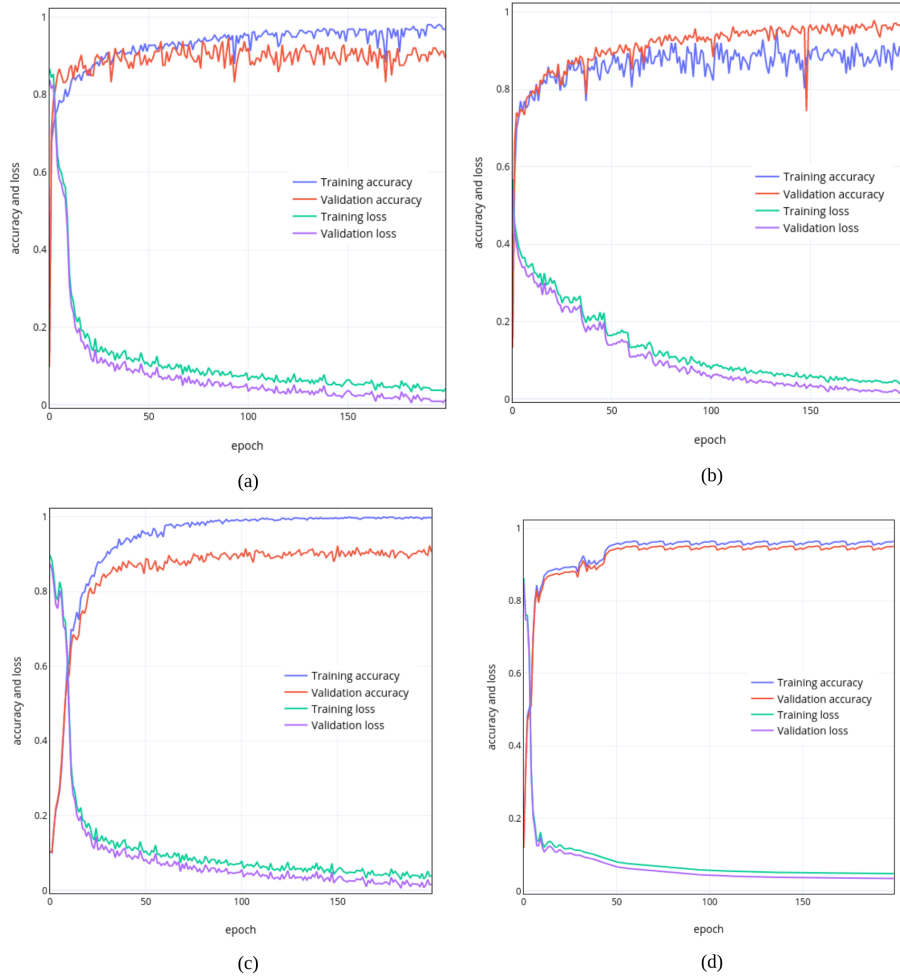 1
0.8
0.6
0.4
0.2
0
accuracy and loss
Training accuracy
Validation accuracy
Training loss
Validation loss
0 50 100 150
epoch
(a)
1
0.8
0.6
0.4
0.2
0
accuracy and loss
Training accuracy
Validation accuracy
Training loss
Validation loss
0 50 100 150
epoch
(b)
1
0.8
0.6
0.4
0.2
0
accuracy and loss
Training accuracy
Validation accuracy
Training loss
Validation loss
0 50 100 150
epoch
(c)
1
0.8
0.6
0.4
0.2
0
accuracy and loss
Training accuracy
Validation accuracy
Training loss
Validation loss
0 50 100 150
epoch
(d)